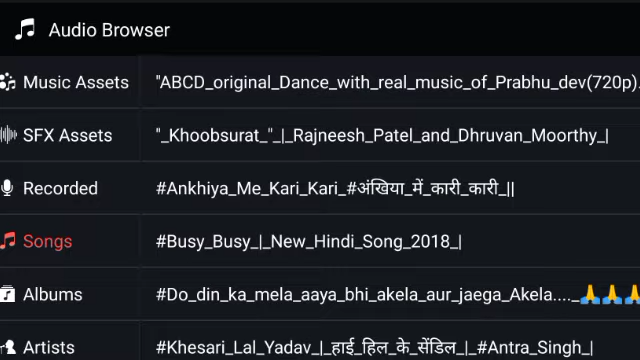 Audio Browser
Music Assets
"ABCD_original_Dance_with_real_music_of_Prabhu_dev(720p).
SFX Assets
"_Khoobsurat_"_|_Rajneesh_Patel_and_Dhruvan_Moorthy_|
Recorded
#Ankhiya_Me_Kari_Kari_#अंखिया_में_कारी_कारी_||
Songs
#Busy_Busy_|_New_Hindi_Song_2018_|
Albums
#Do_din_ka_mela_aaya_bhi_akela_aur_jaega_Akela...._🙏🙏🙏
Artists
#Khesari_Lal_Yadav_|_हाई_हिल_के_सेंडिल_|_#Antra_Singh_|